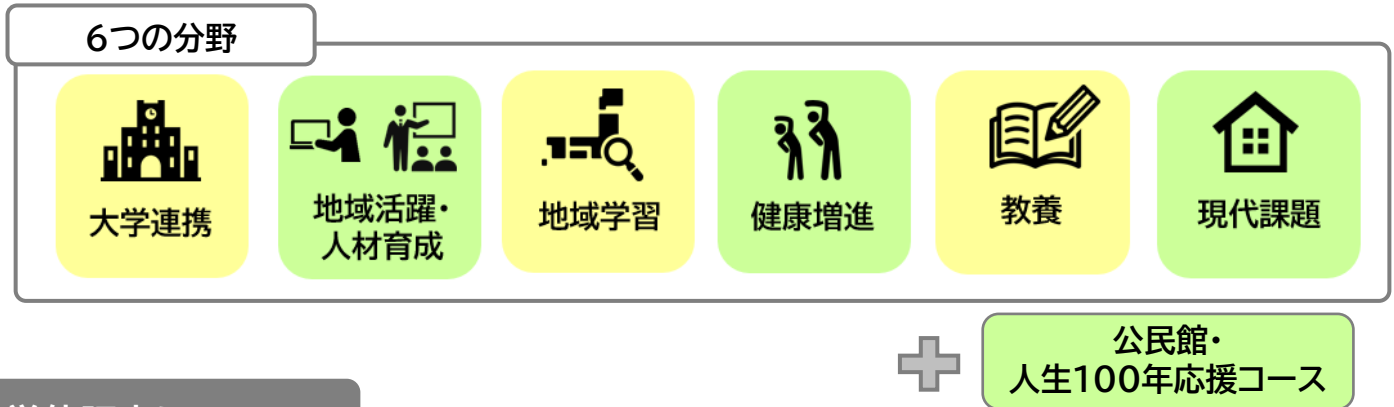 6つの分野
大学連携
地域活躍・
人材育成
地域学習
健康増進
教養
現代課題
公民館・
人生100年応援コース